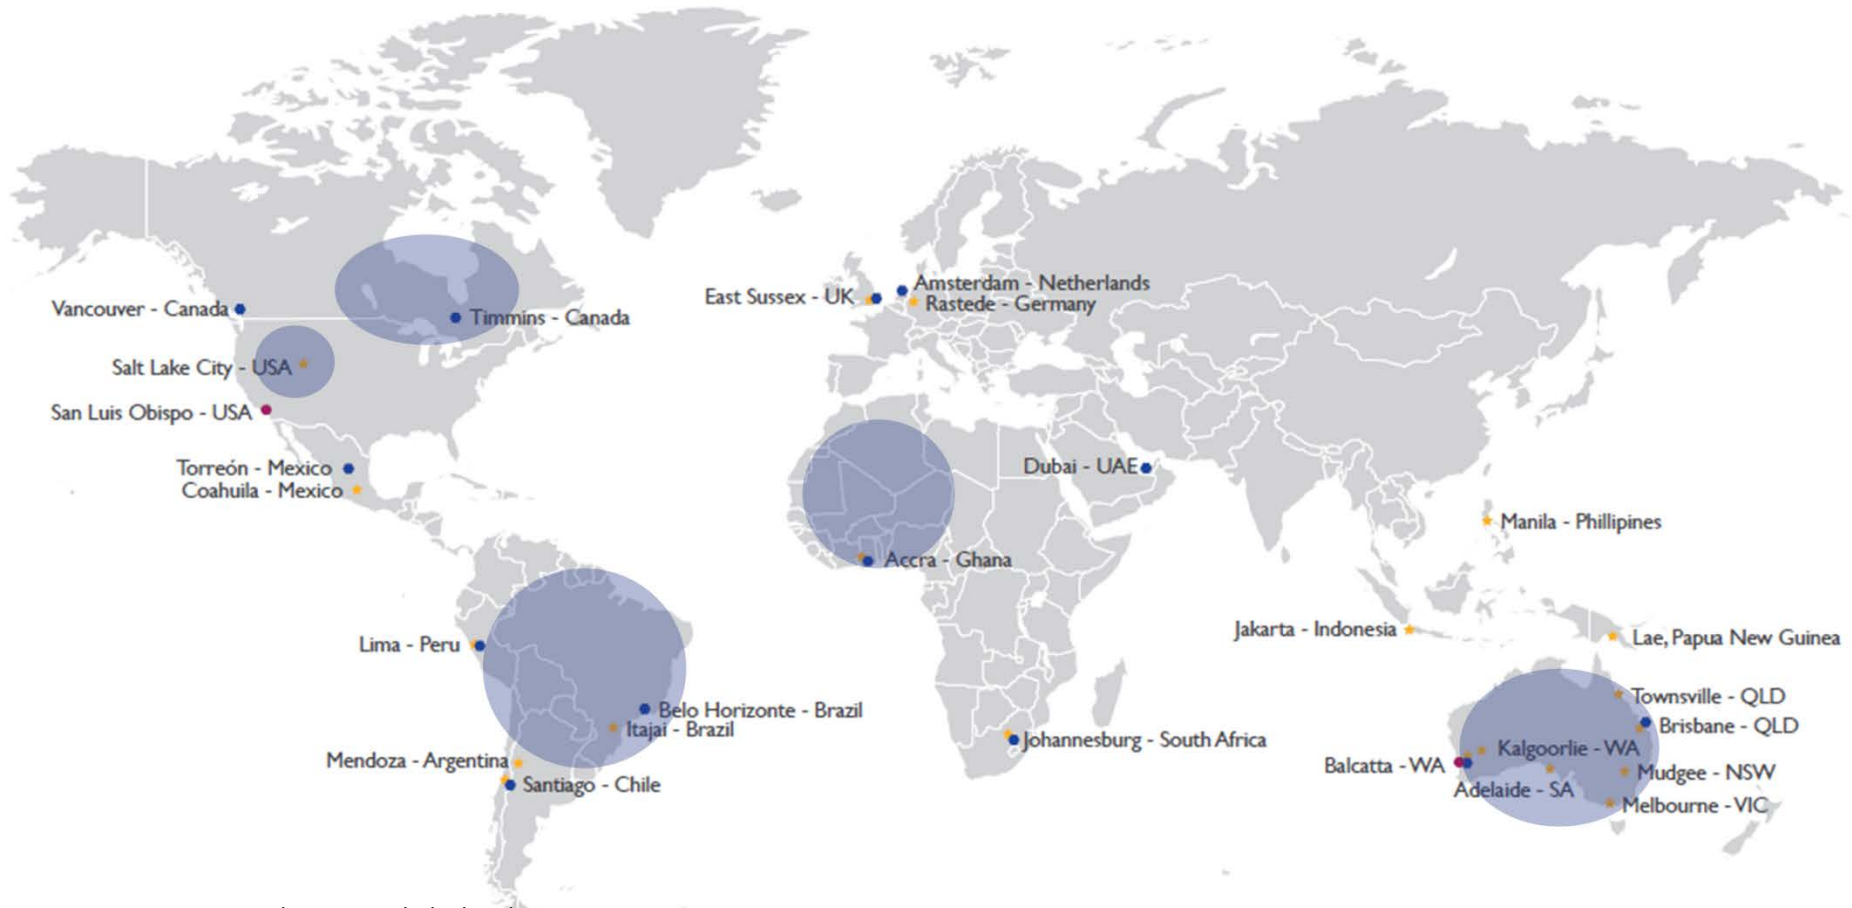 Amsterdam - Netherlands
East Sussex - UK
Rastede - Germany
Vancouver - Canada
Timmins - Canada
Salt Lake City - USA
San Luis Obispo - USA
Torreón - Mexico
Dubai - UAE
Coahuila - Mexico
Manila - Phillipines
Accra - Ghana
Jakarta - Indonesia
Lae, Papua New Guinea
Lima - Peru
Townsville - QLD
Belo Horizonte - Brazil
Brisbane - QLD
Itajai - Brazil
Johannesburg - South Africa
Kalgoorlie - WA
Mendoza - Argentina
Balcatta - WA
Mudgee - NSW
Santiago - Chile
Adelaide - SA
Melbourne - VIC